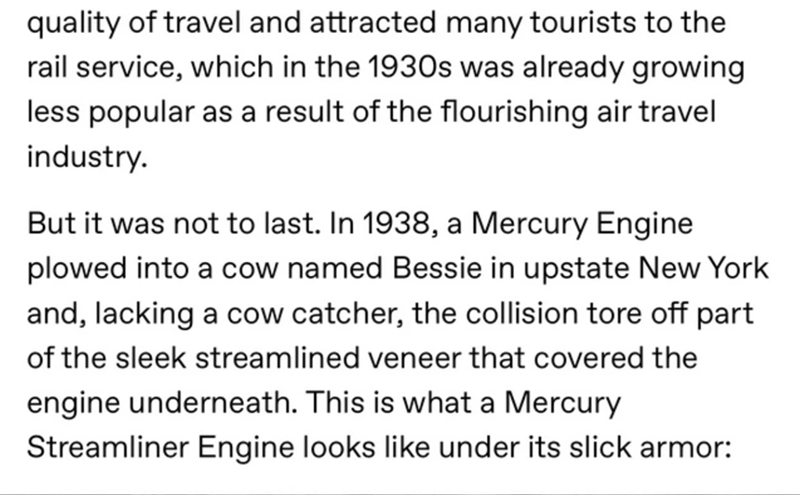 quality of travel and attracted many tourists to the
rail service, which in the 1930s was already growing
less popular as a result of the flourishing air travel
industry.
But it was not to last. In 1938, a Mercury Engine
plowed into a cow named Bessie in upstate New York
and, lacking a cow catcher, the collision tore off part
of the sleek streamlined veneer that covered the
engine underneath. This is what a Mercury
Streamliner Engine looks like under its slick armor: